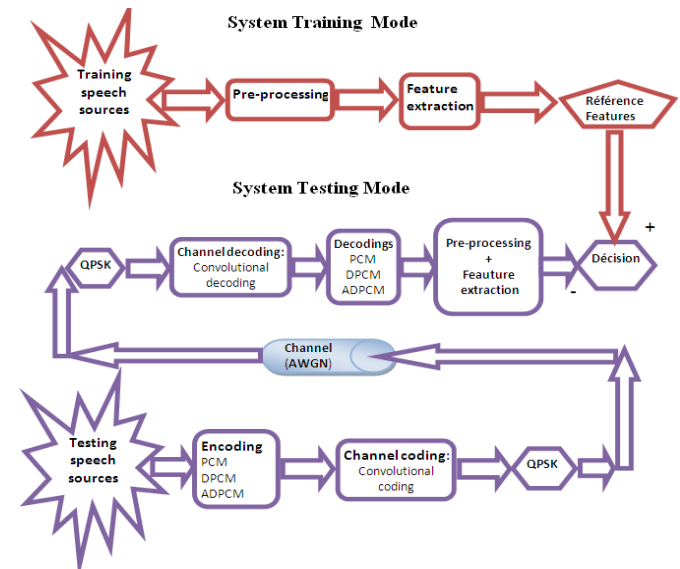 System Training Mode
Training
speech
sources
Pre-processing
Feature
extraction
Référence
Features
System Testing Mode
+
QPSK
Channel decoding:
Convolutional
decoding
Decodings
PCM
DPCM
ADPCM
Pre-processing
+
Feauture
extraction
-
Décision
Channel
(AWGN)
Testing
speech
sources
Encoding
PCM
DPCM
ADPCM
Channel coding:
Convolutional
coding
QPSK